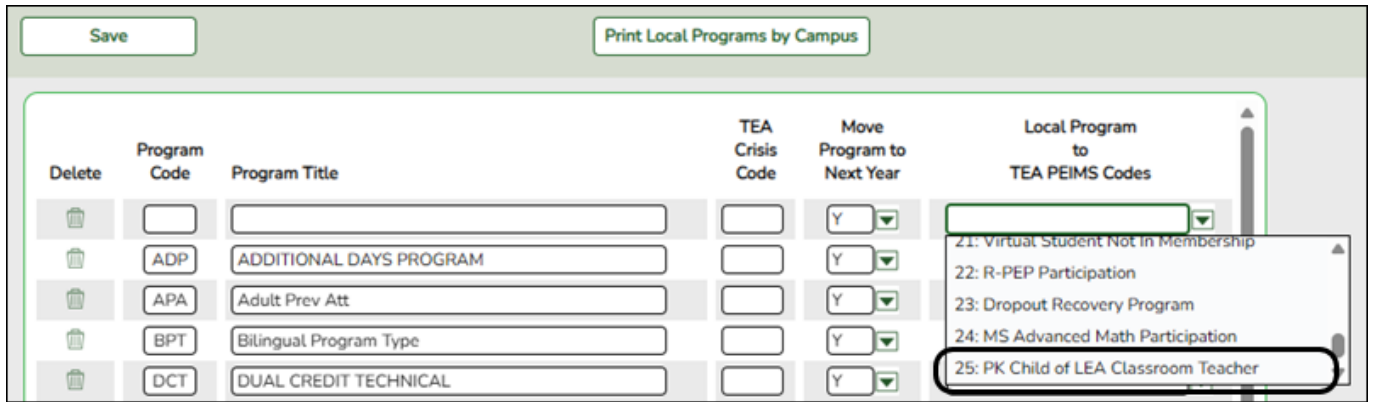 Save
Print Local Programs by Campus
Delete
Program
Code
Program Title
TEA
Crisis
Code
Move
Program to
Next Year
Local Program
to
TEA PEIMS Codes
Y
ADP ADDITIONAL DAYS PROGRAM Y
APA Adult Prev Att Y
BPT Bilingual Program Type Y
DCT DUAL CREDIT TECHNICAL Y
21: Virtual Student Not In Membership
22: R-PEP Participation
23: Dropout Recovery Program
24: MS Advanced Math Participation
25: PK Child of LEA Classroom Teacher